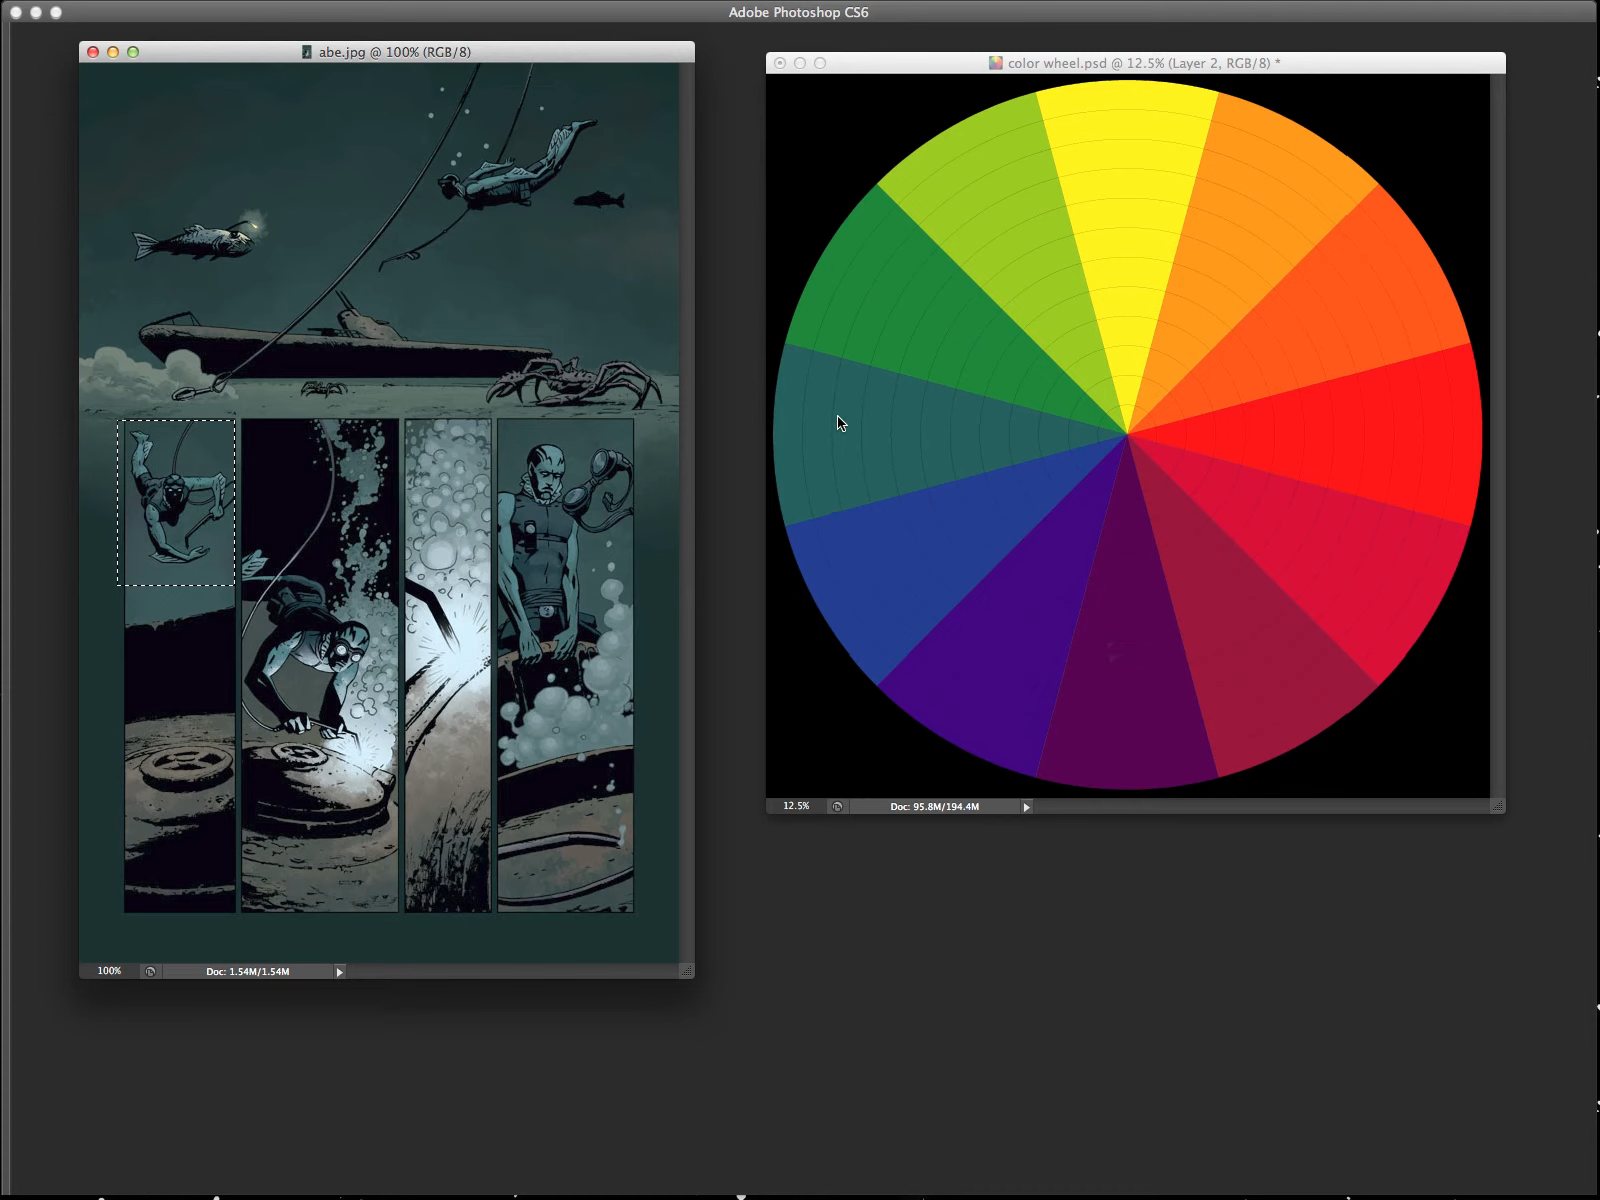 Adobe Photoshop CS6
abe.jpg @ 100% (RGB/8)
color wheel.psd @ 12.5% (Layer 2, RGB/8) *
12.5%
Doc: 95.8M/194.4M
100%
Doc: 1.54M/1.54M